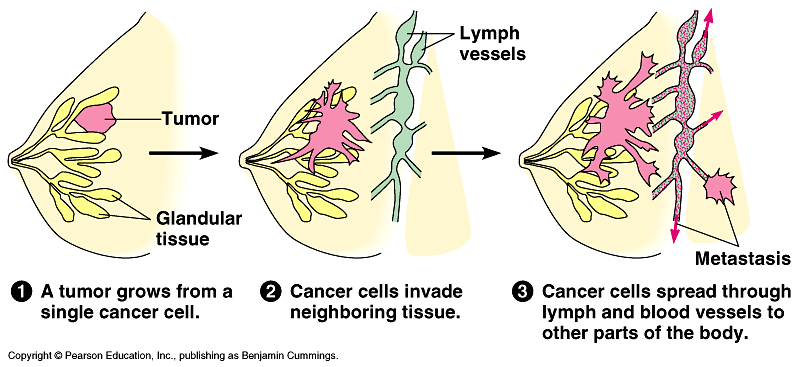 Lymph
vessels
Tumor
Glandular
tissue
Metastasis
1 A tumor grows from a
single cancer cell.
2 Cancer cells invade
neighboring tissue.
3 Cancer cells spread through
lymph and blood vessels to
other parts of the body.
Copyright © Pearson Education, Inc., publishing as Benjamin Cummings.